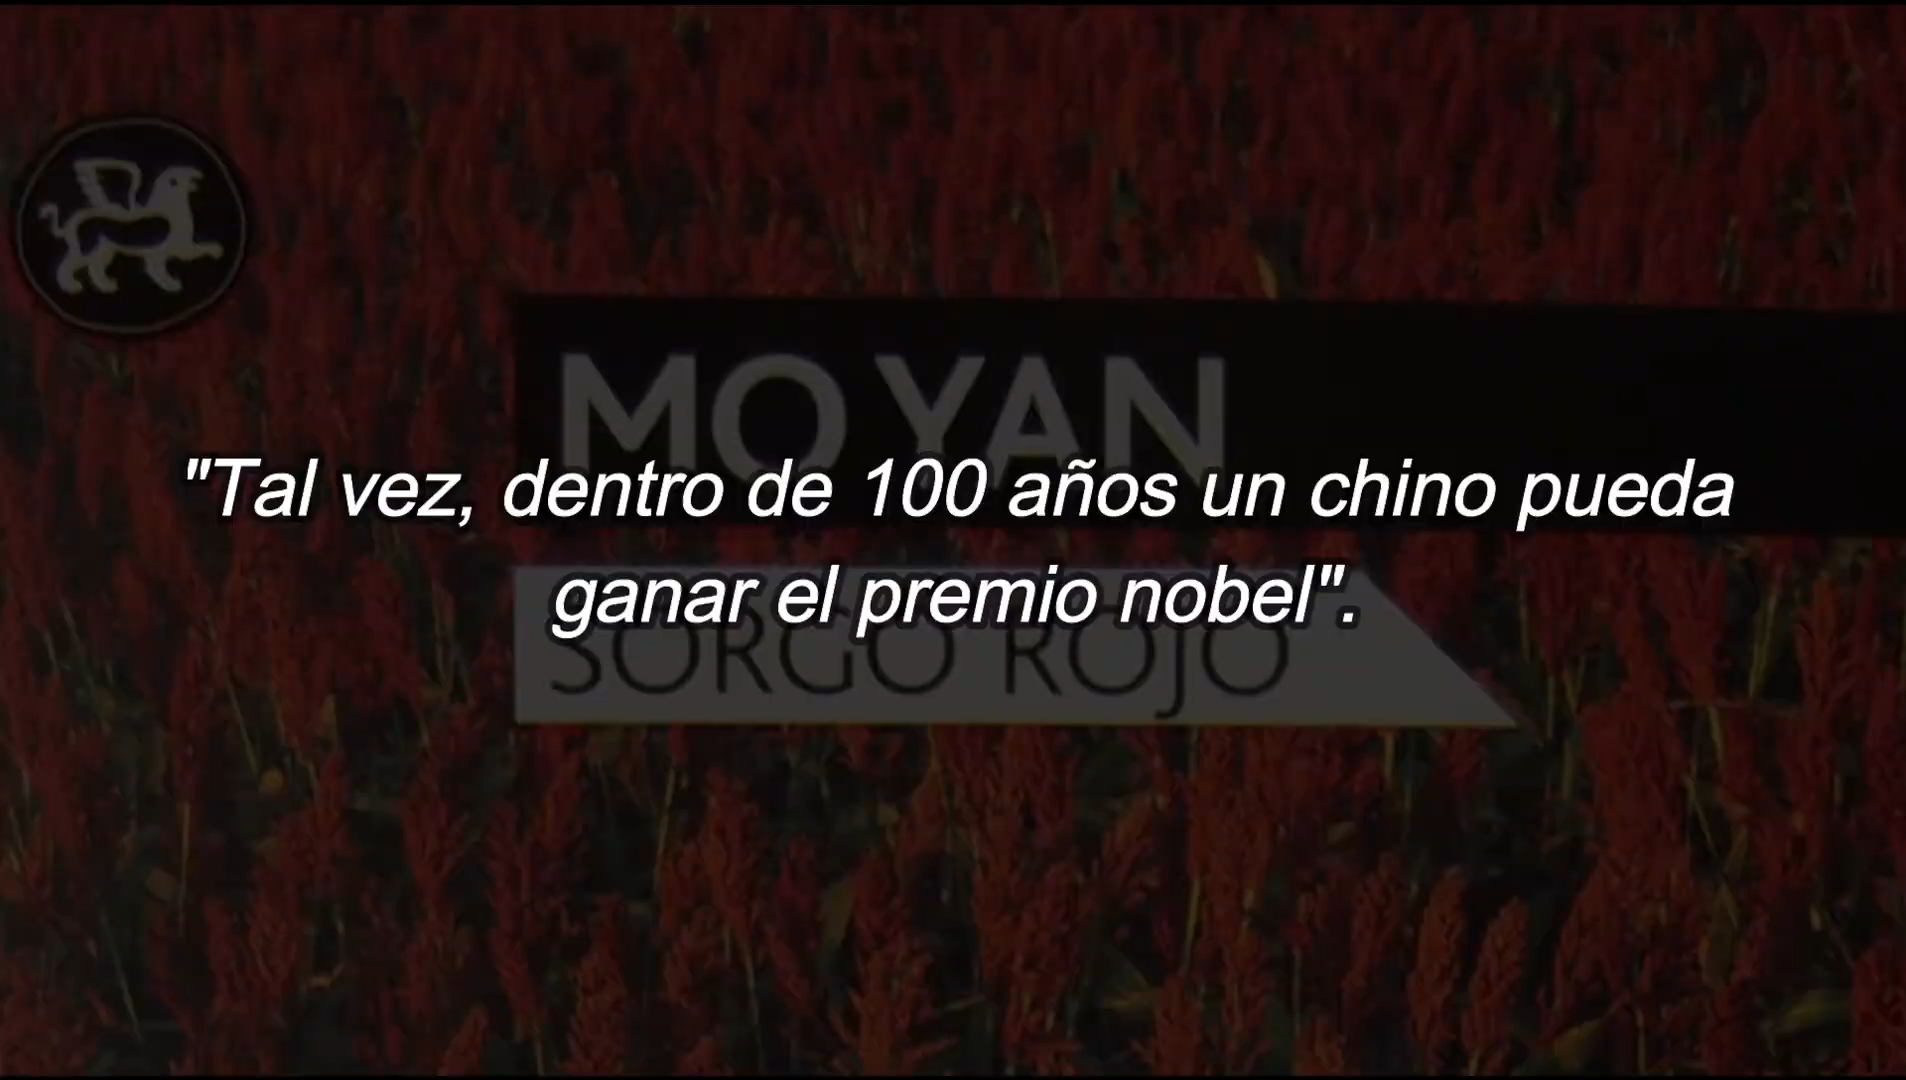 MO YAN
"Tal vez, dentro de 100 años un chino pueda
ganar el premio nobel".
SORGO ROJO